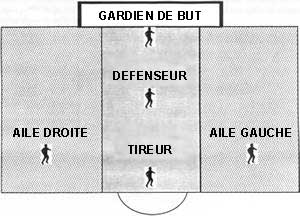 GARDIEN DE BUT
DEFENSEUR
AILE DROITE
AILE GAUCHE
TIREUR